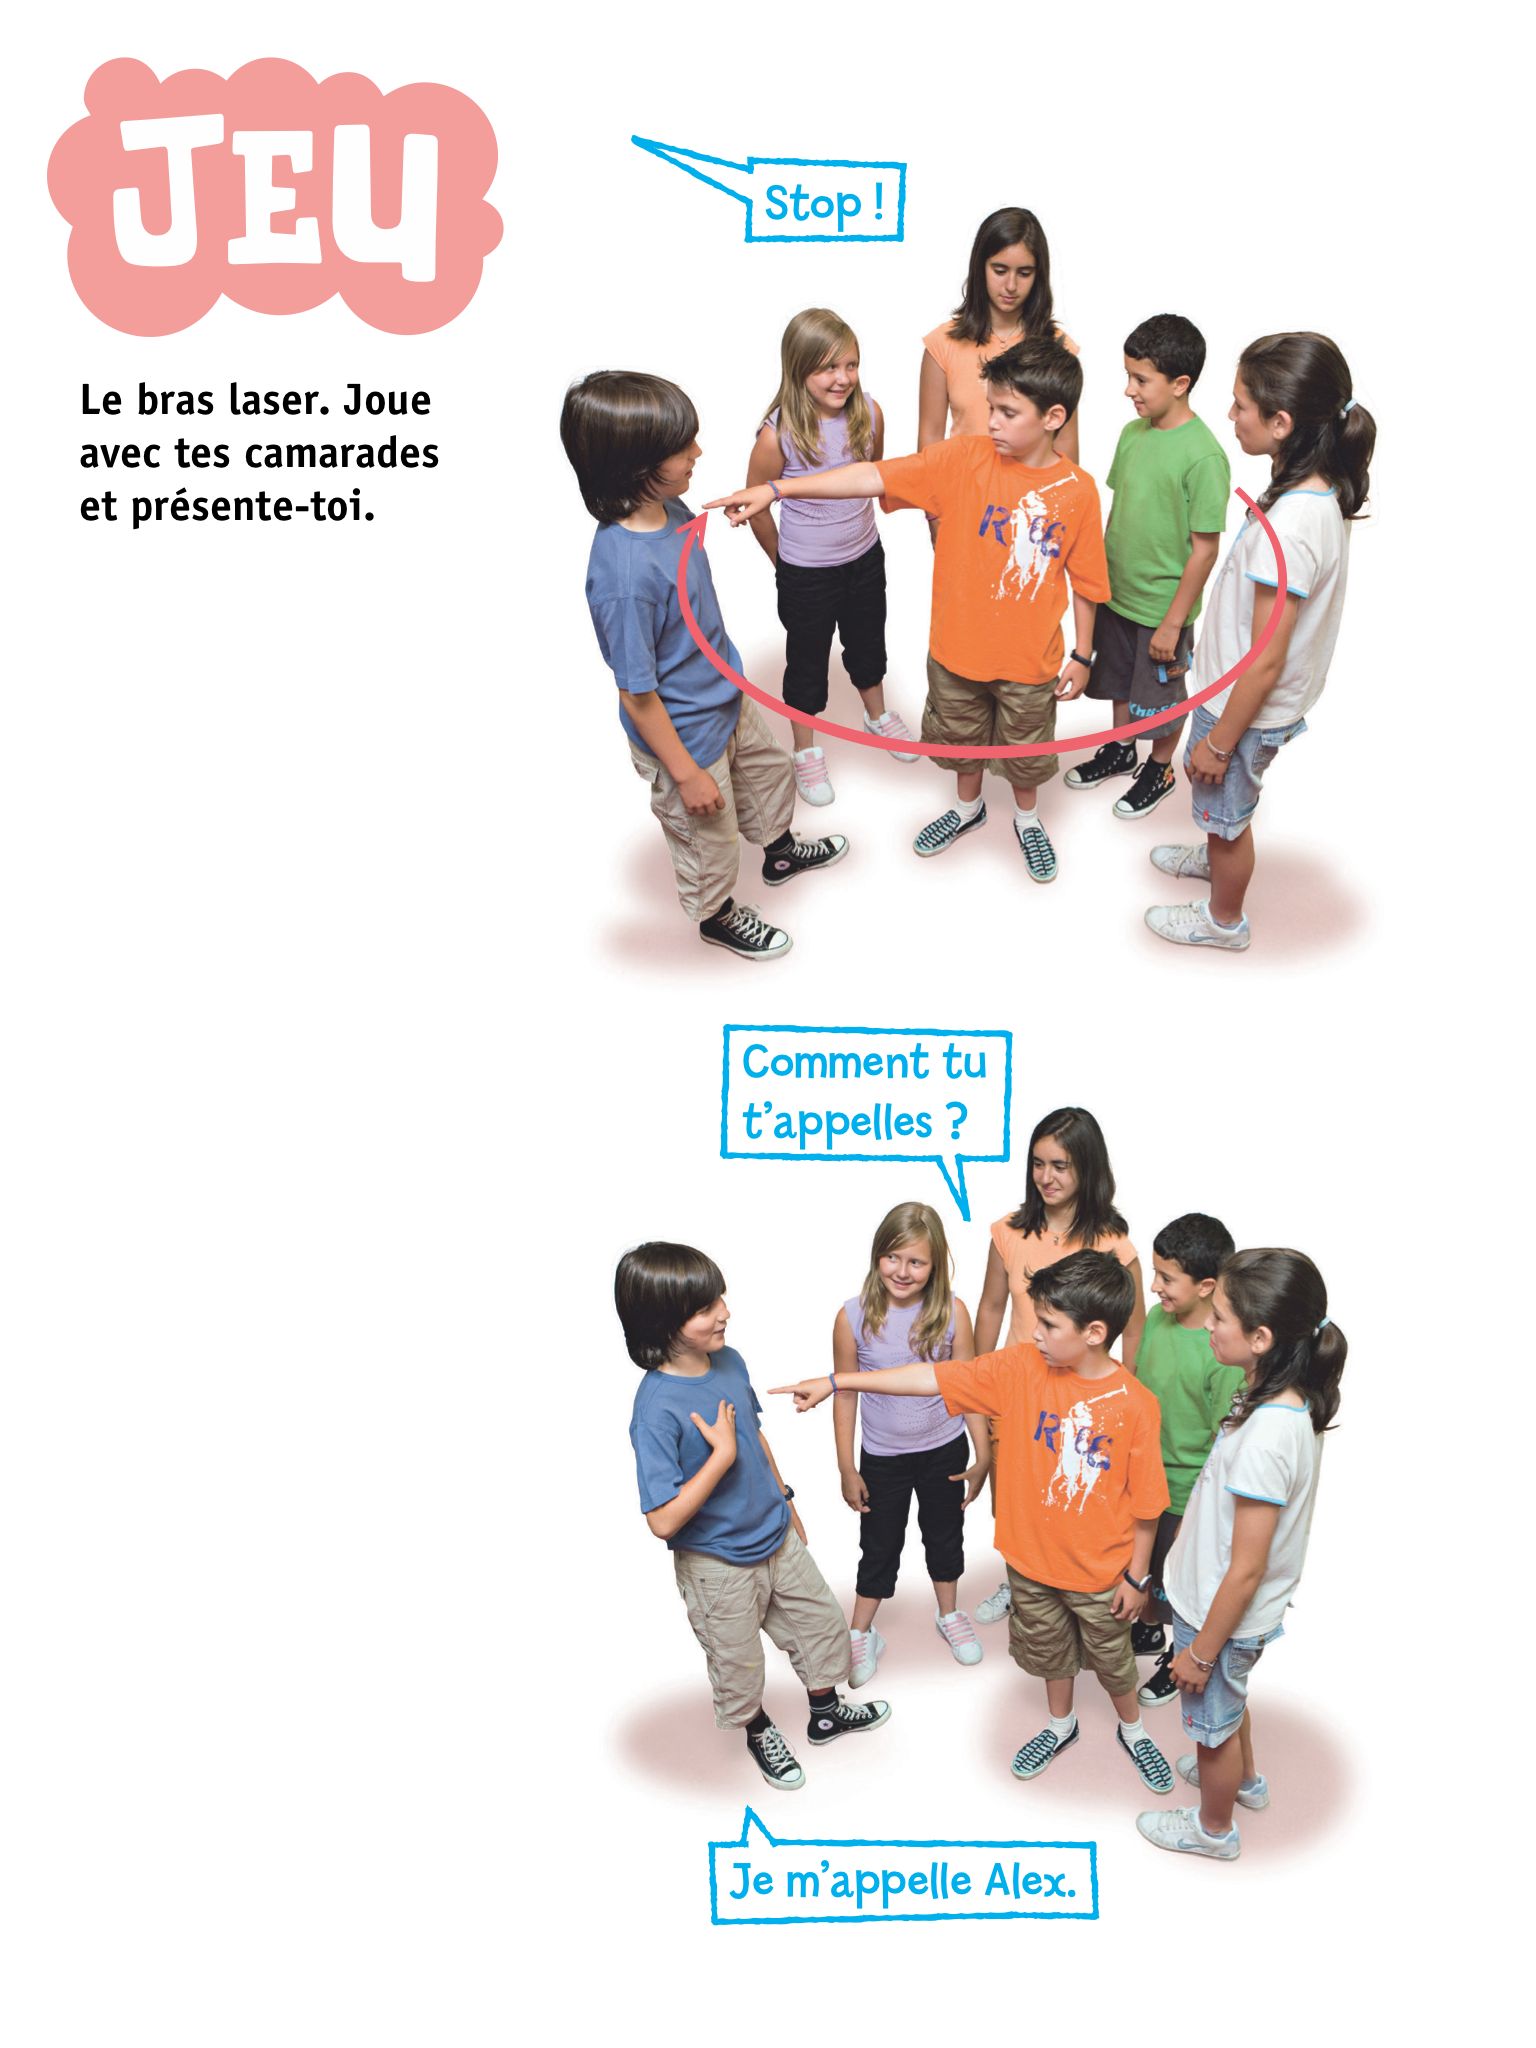 JEU
Stop !
Le bras laser. Joue
avec tes camarades
et présente-toi.
Comment tu
t'appelles ?
Je m'appelle Alex.